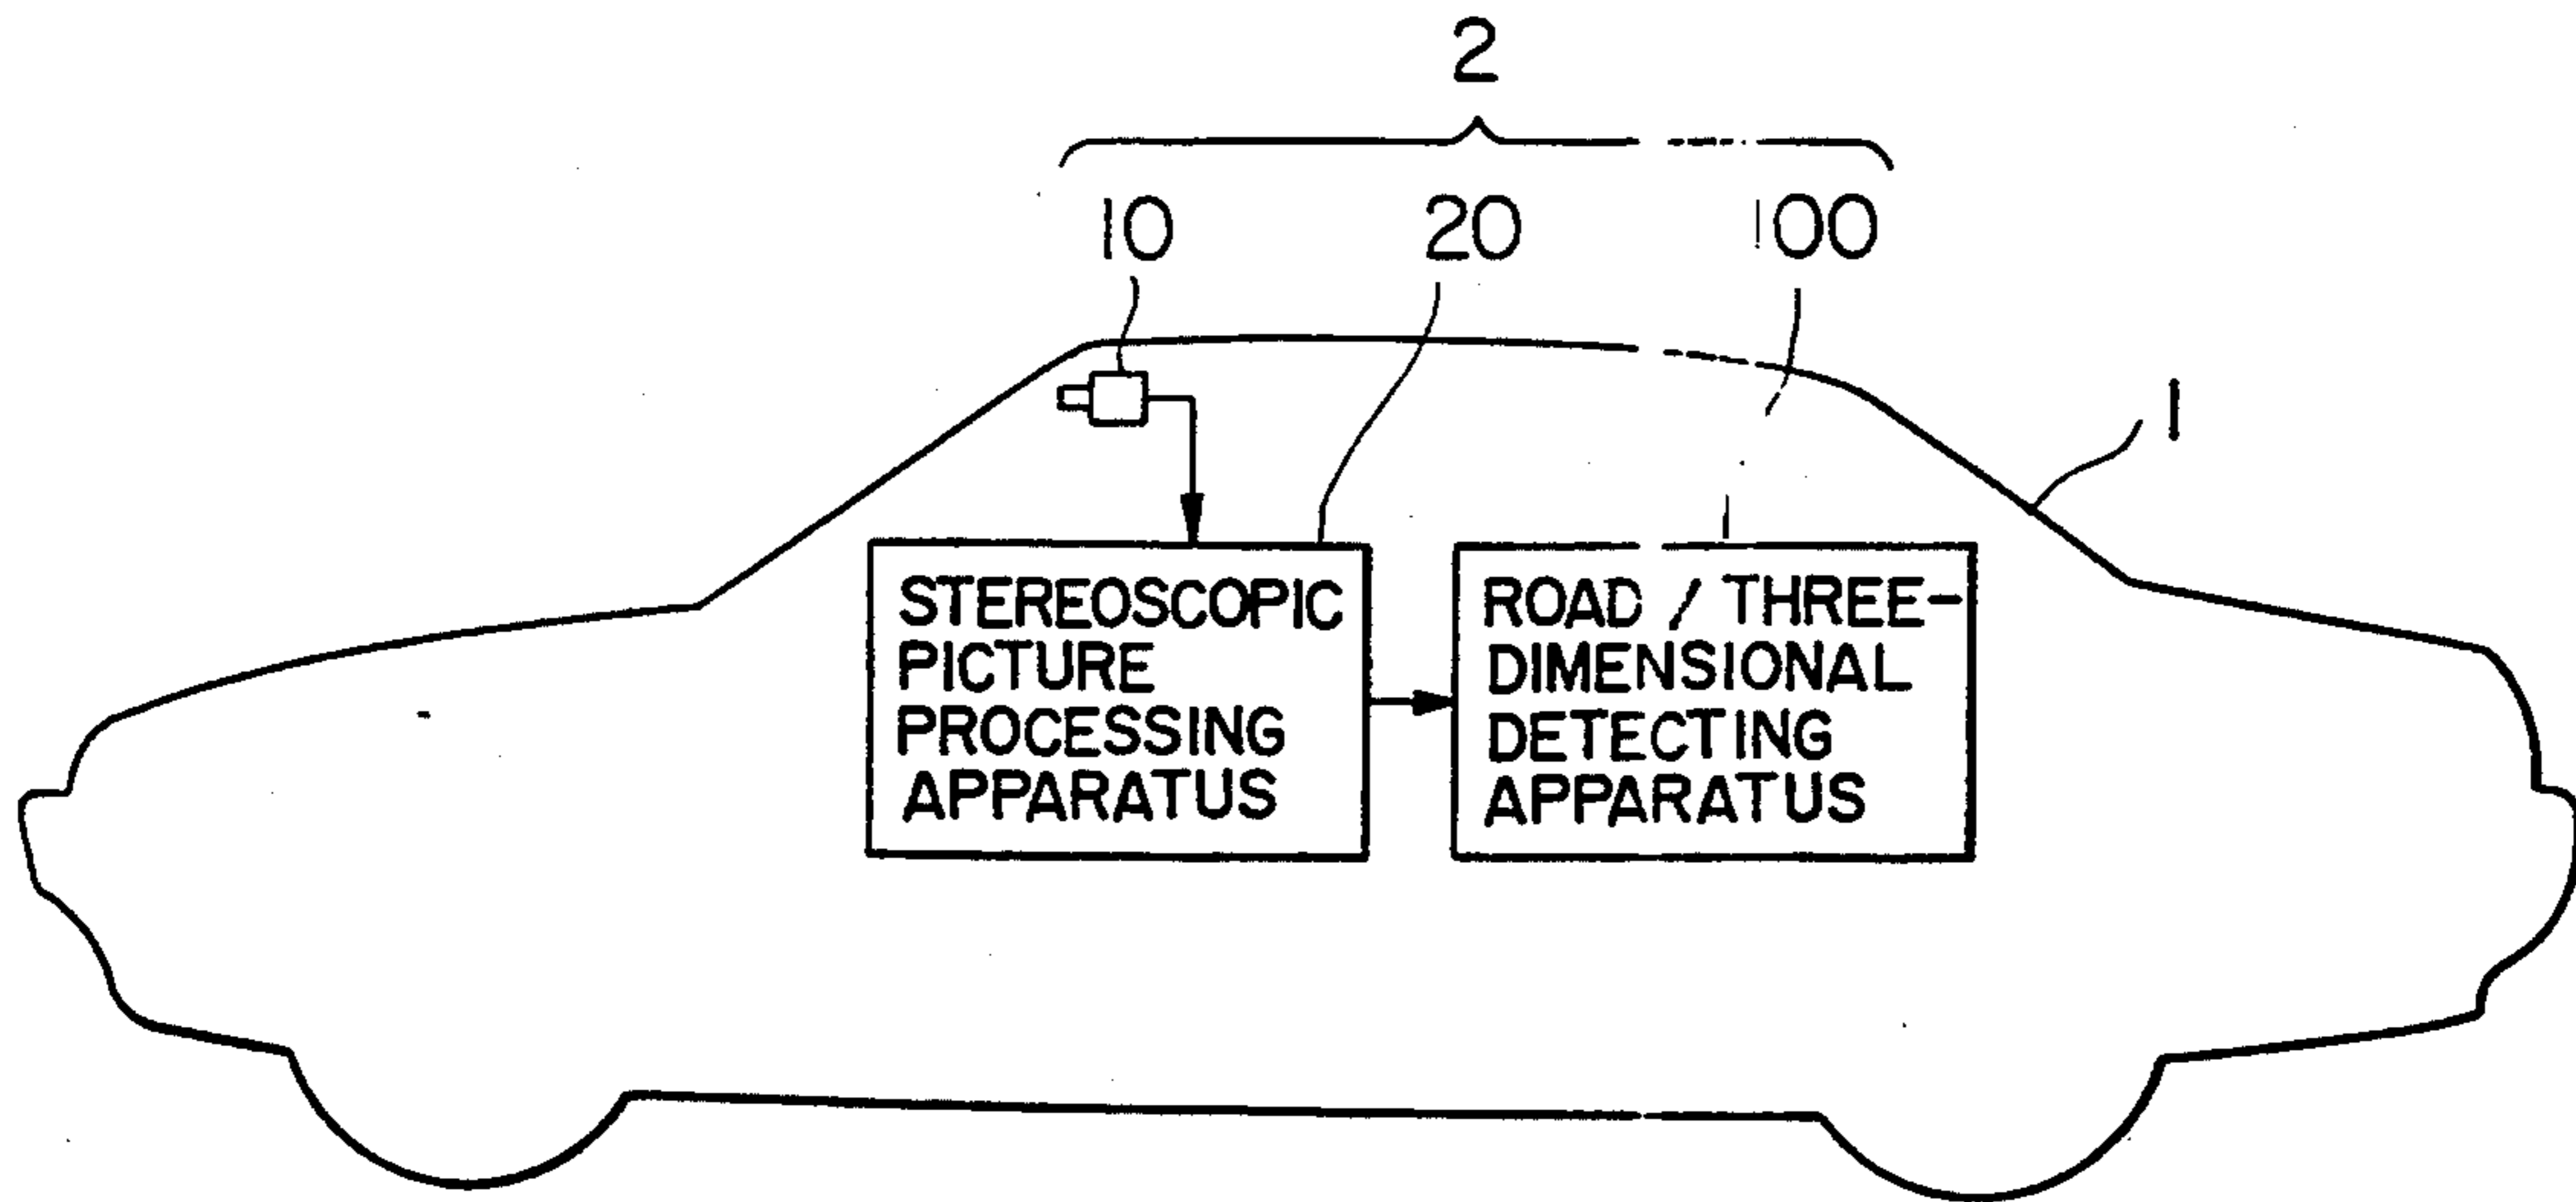 2
10 20 100
1
STEREOSCOPIC
PICTURE
PROCESSING
APPARATUS
ROAD / THREE-
DIMENSIONAL
DETECTING
APPARATUS